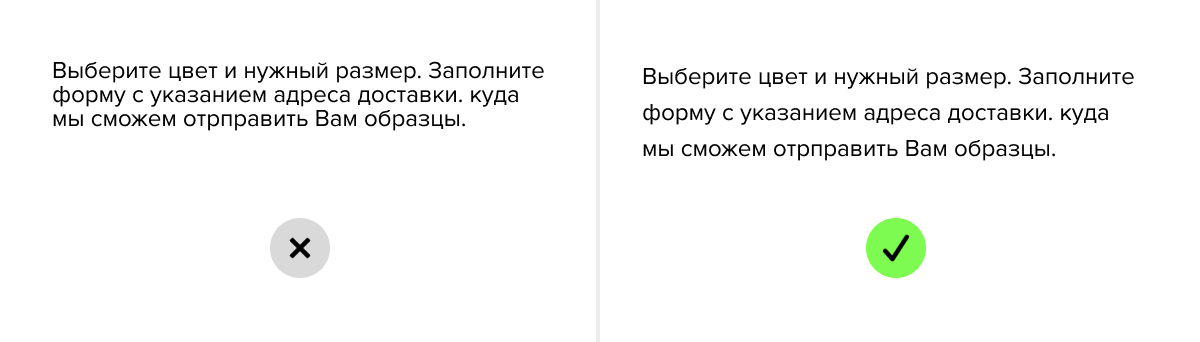 Выберите цвет и нужный размер. Заполните
форму с указанием адреса доставки. куда
мы сможем отрправить Вам образцы.
Выберите цвет и нужный размер. Заполните
форму с указанием адреса доставки. куда
мы сможем отрправить Вам образцы.